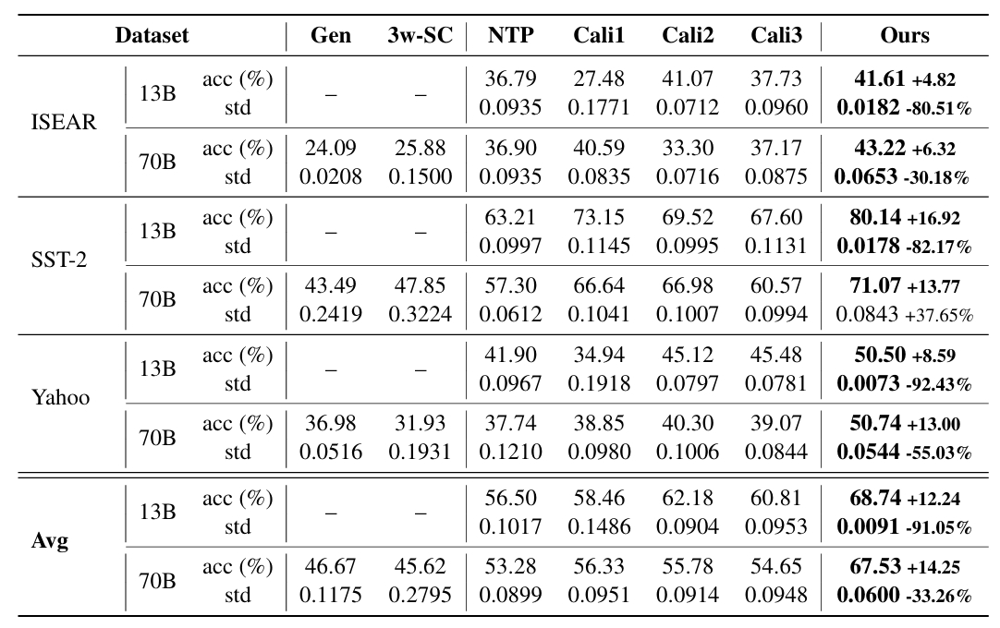 Dataset Gen 3w-SC NTP Cali1 Cali2 Cali3 Ours
ISEAR 13B acc (%) – – 36.79 27.48 41.07 37.73 41.61 +4.82
std 0.0935 0.1771 0.0712 0.0960 0.0182 -80.51%
70B acc (%) 24.09 25.88 36.90 40.59 33.30 37.17 43.22 +6.32
std 0.0208 0.1500 0.0935 0.0835 0.0716 0.0875 0.0653 -30.18%
SST-2 13B acc (%) – – 63.21 73.15 69.52 67.60 80.14 +16.92
std 0.0997 0.1145 0.0995 0.1131 0.0178 -82.17%
70B acc (%) 43.49 47.85 57.30 66.64 66.98 60.57 71.07 +13.77
std 0.2419 0.3224 0.0612 0.1041 0.1007 0.0994 0.0843 +37.65%
Yahoo 13B acc (%) – – 41.90 34.94 45.12 45.48 50.50 +8.59
std 0.0967 0.1918 0.0797 0.0781 0.0073 -92.43%
70B acc (%) 36.98 31.93 37.74 38.85 40.30 39.07 50.74 +13.00
std 0.0516 0.1931 0.1210 0.0980 0.1006 0.0844 0.0544 -55.03%
Avg 13B acc (%) – – 56.50 58.46 62.18 60.81 68.74 +12.24
std 0.1017 0.1486 0.0904 0.0953 0.0091 -91.05%
70B acc (%) 46.67 45.62 53.28 56.33 55.78 54.65 67.53 +14.25
std 0.1175 0.2795 0.0899 0.0951 0.0914 0.0948 0.0600 -33.26%